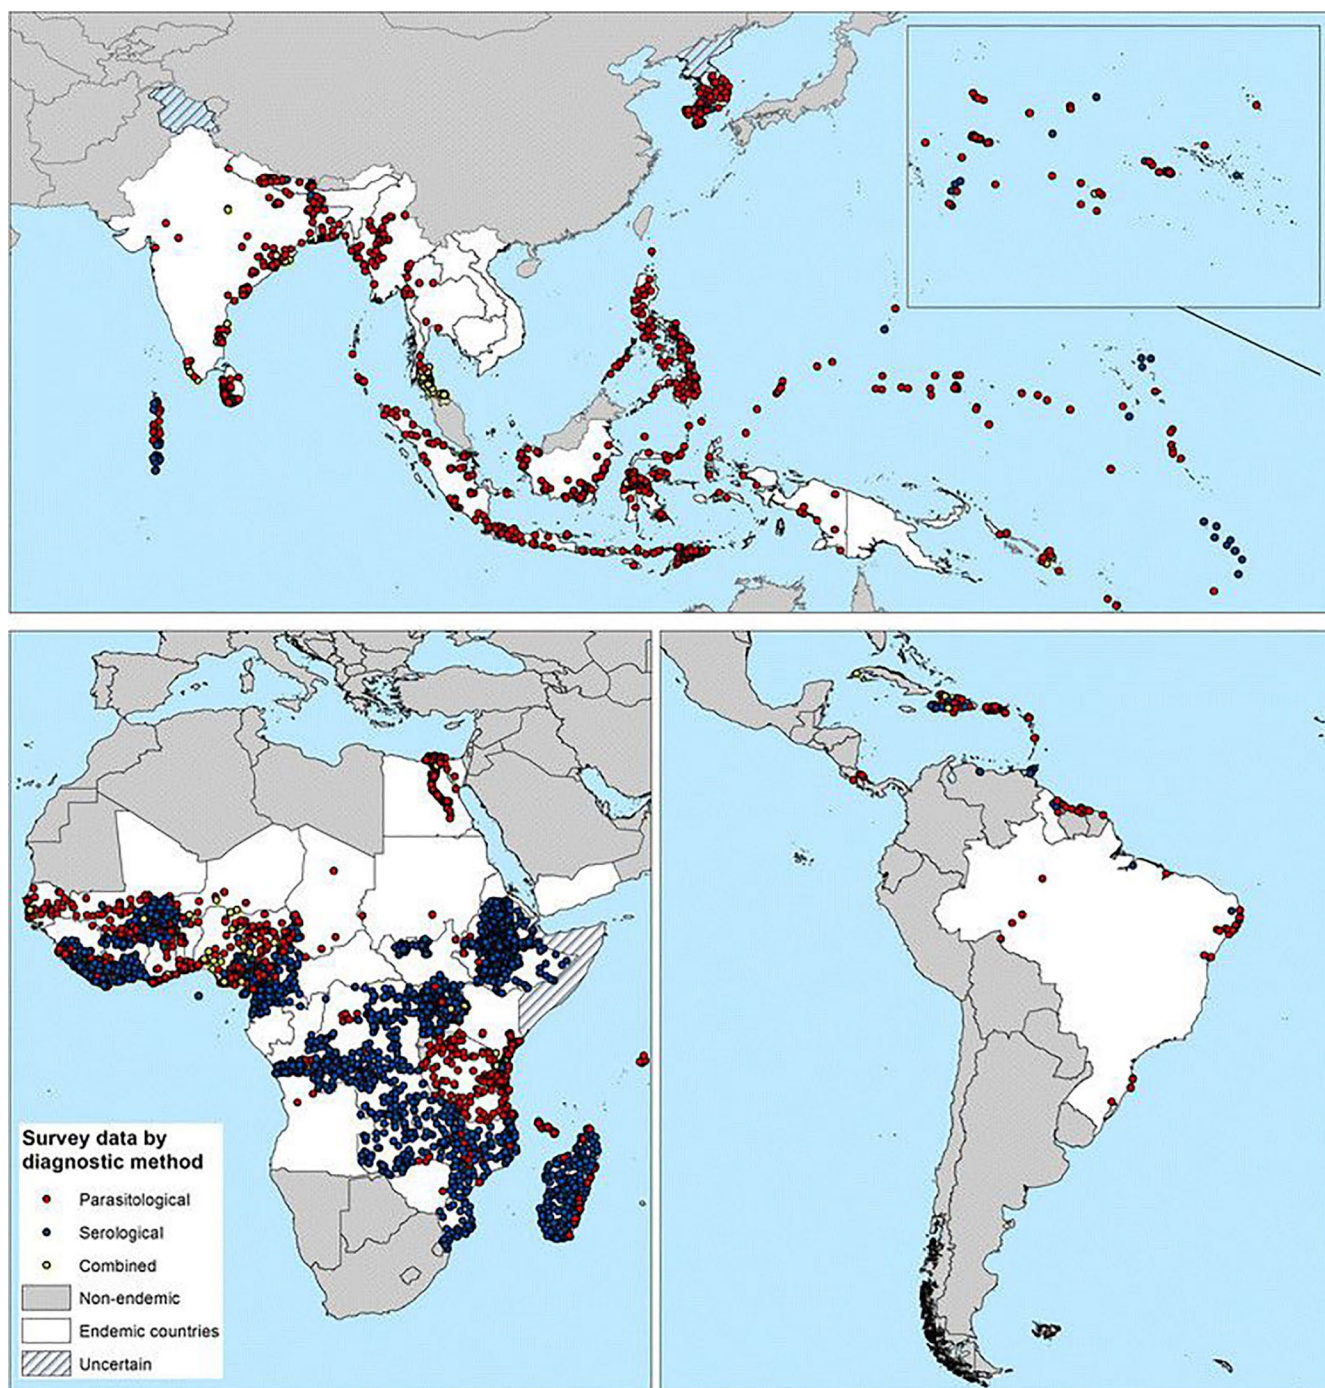 Survey data by
diagnostic method
Parasitological
Serological
Combined
Non-endemic
Endemic countries
Uncertain